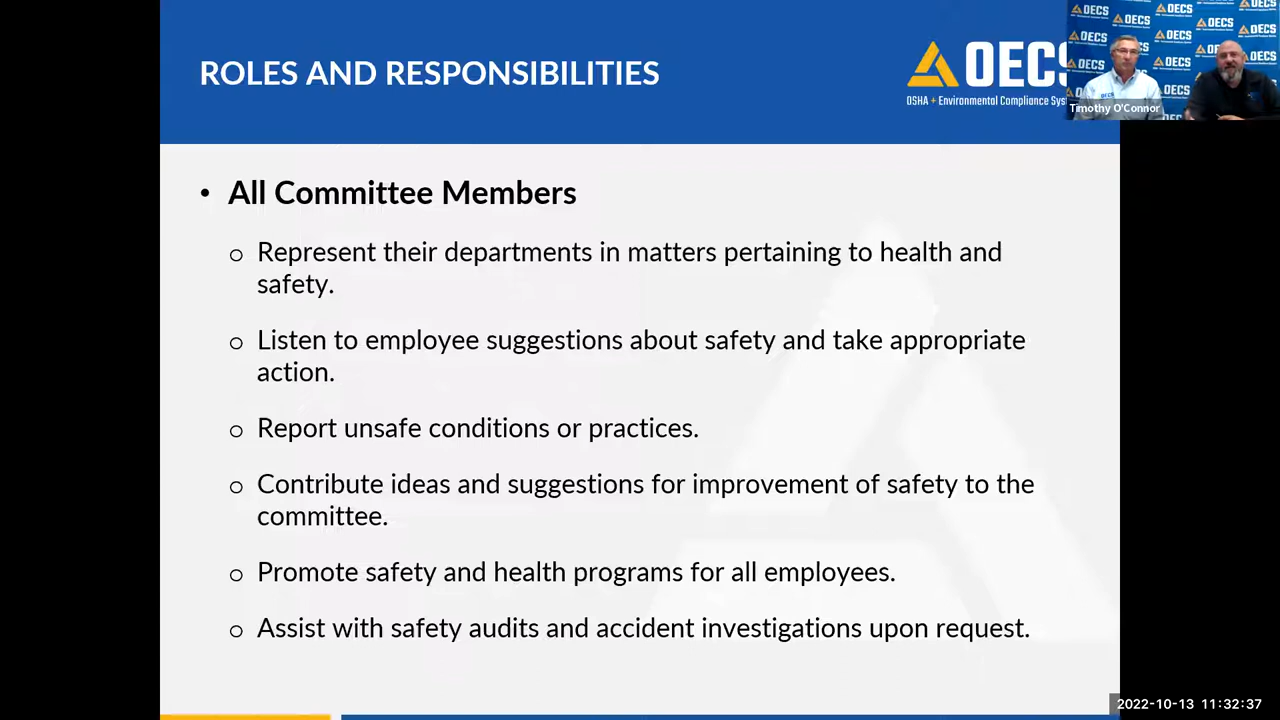 ROLES AND RESPONSIBILITIES
OECS
OSHA + Environmental Compliance
Timothy O'Connor
• All Committee Members
o Represent their departments in matters pertaining to health and
safety.
o Listen to employee suggestions about safety and take appropriate
action.
o Report unsafe conditions or practices.
o Contribute ideas and suggestions for improvement of safety to the
committee.
o Promote safety and health programs for all employees.
o Assist with safety audits and accident investigations upon request.
2022-10-13 11:32:37